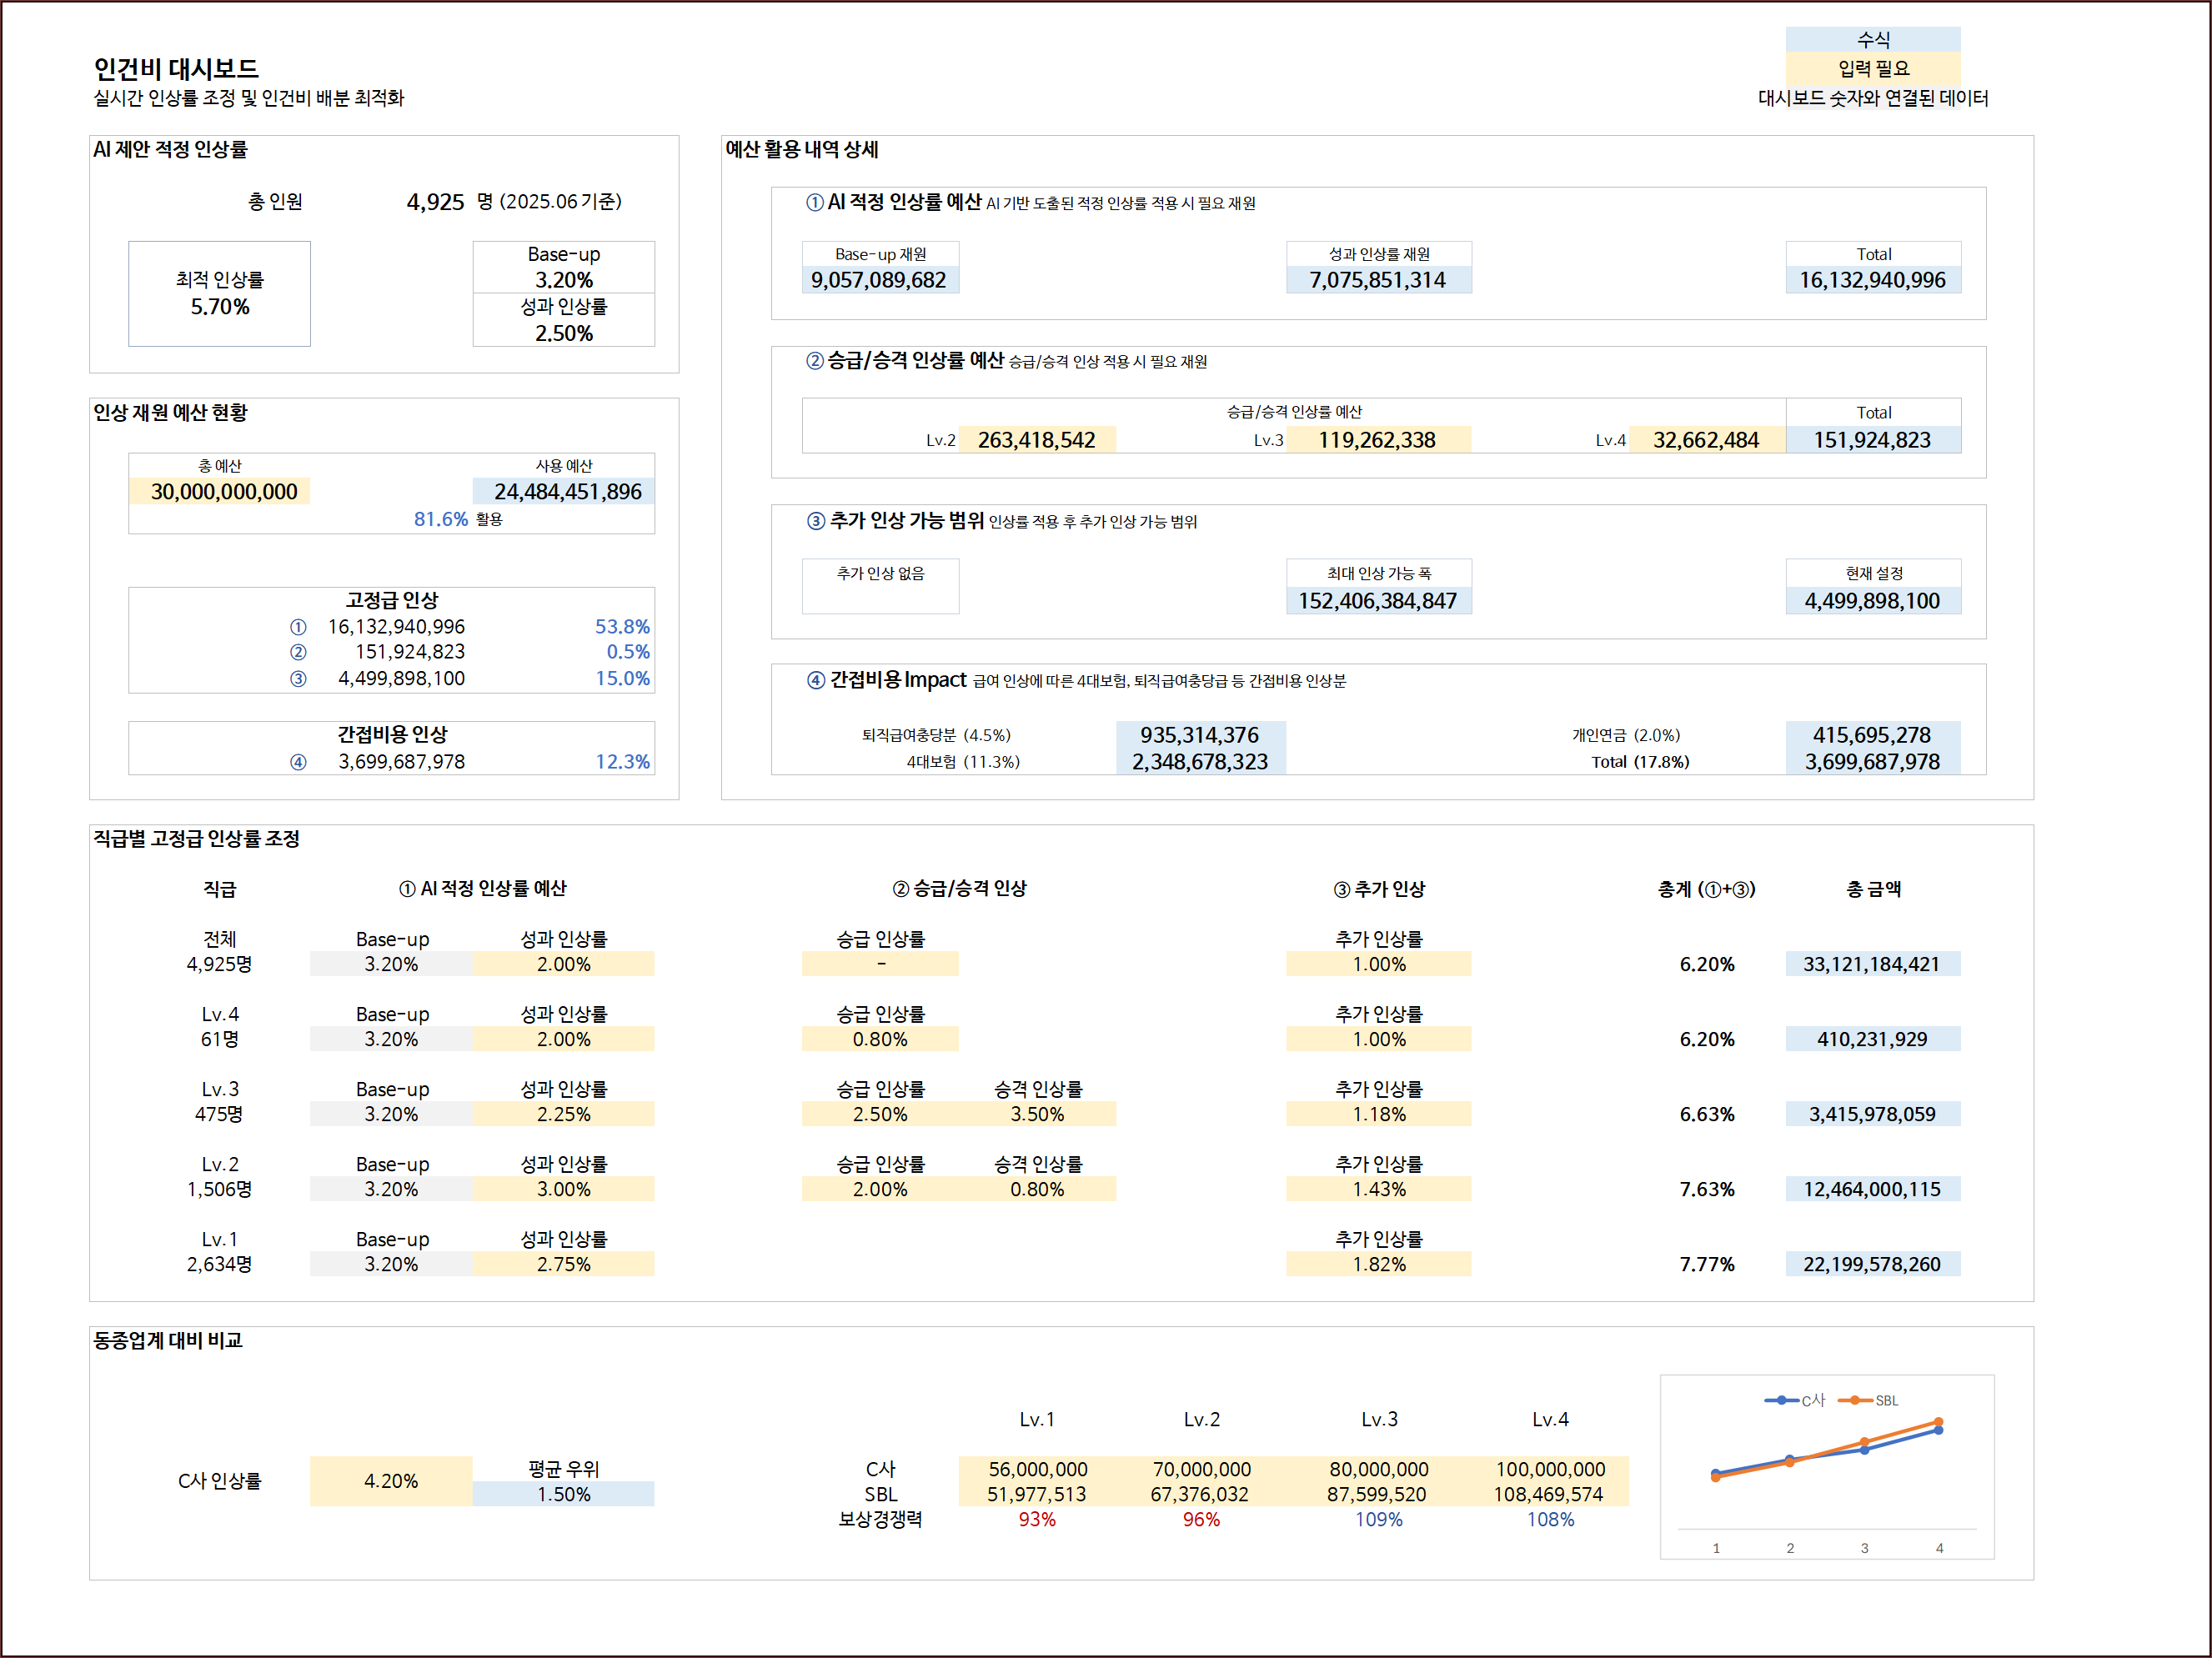 수식
입력 필요
대시보드 숫자와 연결된 데이터
인건비 대시보드
실시간 인상률 조정 및 인건비 배분 최적화
AI 제안 적정 인상률
총 인원 4,925 명 (2025.06 기준)
최적 인상률
5.70%
Base-up
3.20%
성과 인상률
2.50%
인상 재원 예산 현황
총 예산 사용 예산
30,000,000,000 24,484,451,896
81.6% 활용
고정급 인상
① 16,132,940,996 53.8%
② 151,924,823 0.5%
③ 4,499,898,100 15.0%
간접비용 인상
④ 3,699,687,978 12.3%
예산 활용 내역 상세
① AI 적정 인상률 예산 AI 기반 도출된 적정 인상률 적용 시 필요 재원
Base-up 재원 성과 인상률 재원 Total
9,057,089,682 7,075,851,314 16,132,940,996
② 승급/승격 인상률 예산 승급/승격 인상 적용 시 필요 재원
승급/승격 인상률 예산 Total
Lv.2 263,418,542 Lv.3 119,262,338 Lv.4 32,662,484 151,924,823
③ 추가 인상 가능 범위 인상률 적용 후 추가 인상 가능 범위
추가 인상 없음 최대 인상 가능 폭 현재 설정
152,406,384,847 4,499,898,100
④ 간접비용 Impact 급여 인상에 따른 4대보험, 퇴직급여충당급 등 간접비용 인상분
퇴직급여충당분 (4.5%) 935,314,376 개인연금 (2.0%) 415,695,278
4대보험 (11.3%) 2,348,678,323 Total (17.8%) 3,699,687,978
직급별 고정급 인상률 조정
직급 ① AI 적정 인상률 예산 ② 승급/승격 인상 ③ 추가 인상 총계 (①+③) 총 금액
전체 Base-up 성과 인상률 승급 인상률 추가 인상률
4,925명 3.20% 2.00% - 1.00% 6.20% 33,121,184,421
Lv.4 Base-up 성과 인상률 승급 인상률 추가 인상률
61명 3.20% 2.00% 0.80% 1.00% 6.20% 410,231,929
Lv.3 Base-up 성과 인상률 승급 인상률 승격 인상률 추가 인상률
475명 3.20% 2.25% 2.50% 3.50% 1.18% 6.63% 3,415,978,059
Lv.2 Base-up 성과 인상률 승급 인상률 승격 인상률 추가 인상률
1,506명 3.20% 3.00% 2.00% 0.80% 1.43% 7.63% 12,464,000,115
Lv.1 Base-up 성과 인상률 추가 인상률
2,634명 3.20% 2.75% 1.82% 7.77% 22,199,578,260
동종업계 대비 비교
C사 인상률 4.20%
평균 우위
1.50%
Lv.1 Lv.2 Lv.3 Lv.4
C사 56,000,000 70,000,000 80,000,000 100,000,000
SBL 51,977,513 67,376,032 87,599,520 108,469,574
보상경쟁력 93% 96% 109% 108%
C사 SBL
1 2 3 4